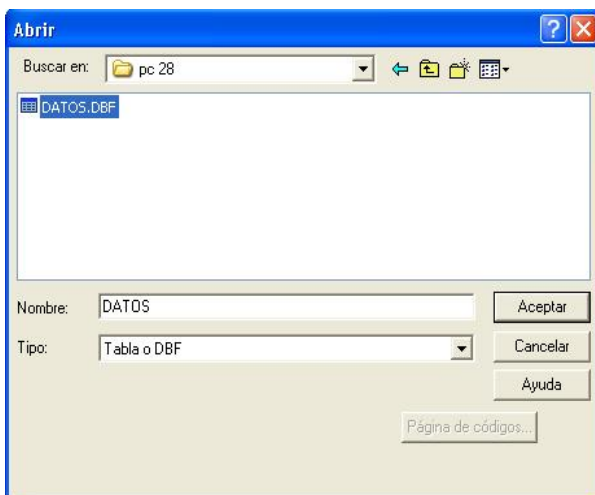 Abrir
Buscar en: pc 28
DATOS.DBF
Nombre: DATOS Aceptar
Tipo: Tabla o DBF Cancelar
Ayuda
Página de códigos...